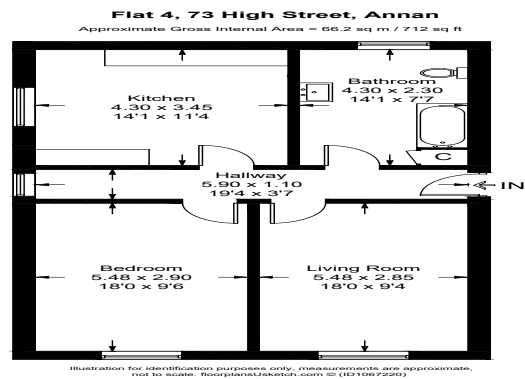 Flat 4, 73 High Street, Annan
Approximate Gross Internal Area = 66.2 sq m / 712 sq ft
Kitchen
4.30 x 3.45
14'1 x 11'4
Bathroom
4.30 x 2.30
14'1 x 7'7
C
Hallway
5.90 x 1.10
19'4 x 3'7
IN
Bedroom
5.48 x 2.90
18'0 x 9'6
Living Room
5.48 x 2.85
18'0 x 9'4
Illustration for identification purposes only, measurements are approximate,
not to scale. floorplansUsketch.com © (ID1087220)